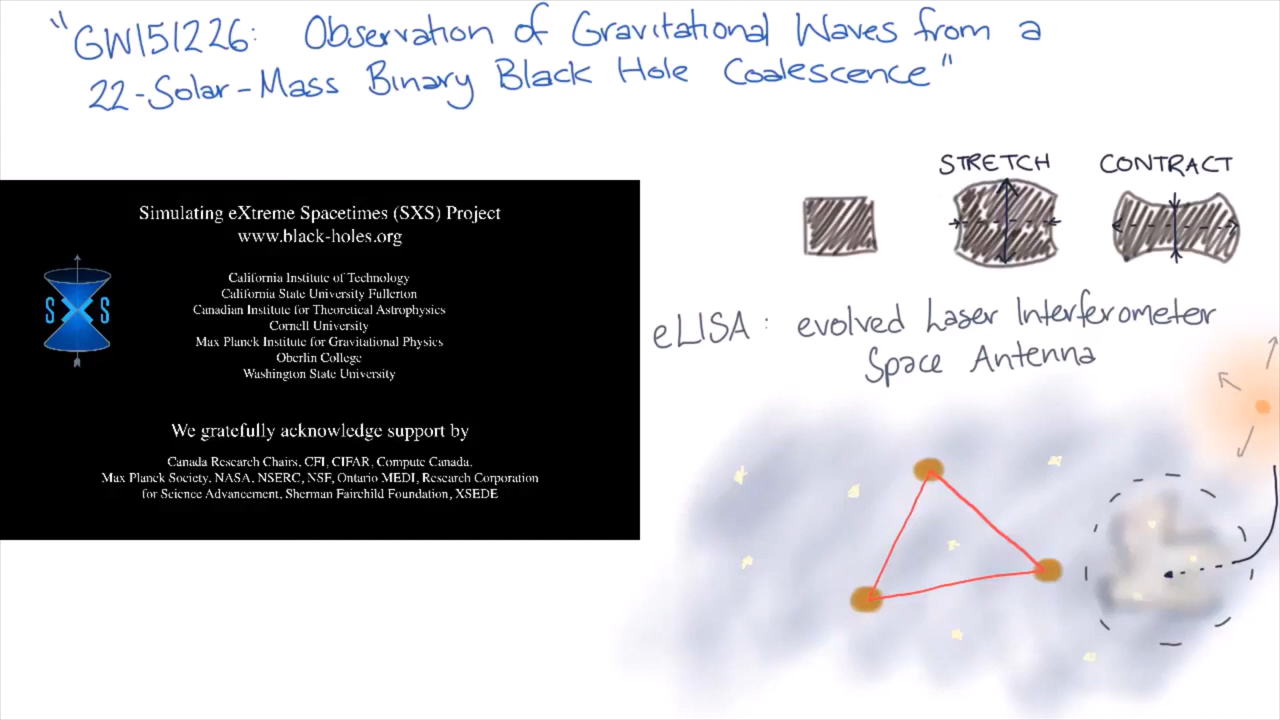 "GW151226: Observation of Gravitational Waves from a
22-Solar-Mass Binary Black Hole Coalescence"
STRETCH
CONTRACT
Simulating eXtreme Spacetimes (SXS) Project
www.black-holes.org
SXS
California Institute of Technology
California State University Fullerton
Canadian Institute for Theoretical Astrophysics
Cornell University
Max Planck Institute for Gravitational Physics
Oberlin College
Washington State University
We gratefully acknowledge support by
Canada Research Chairs, CFI, CIFAR, Compute Canada,
Max Planck Society, NASA, NSERC, NSF, Ontario MEDI, Research Corporation
for Science Advancement, Sherman Fairchild Foundation, XSEDE
eLISA: evolved Laser Interferometer
Space Antenna